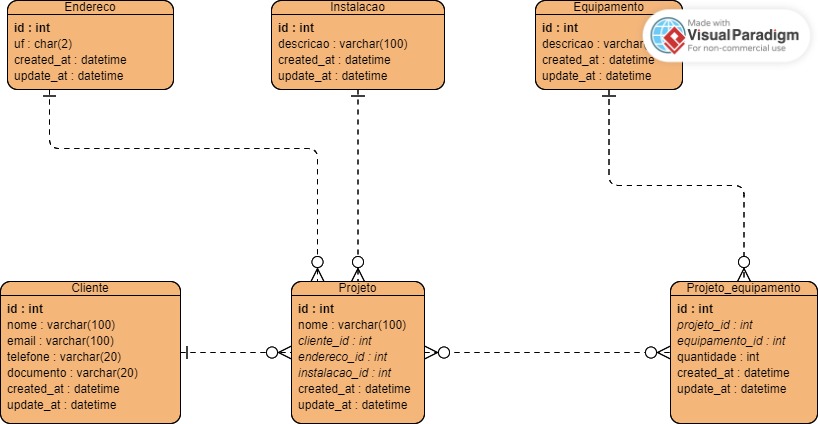 Endereco
id : int
uf : char(2)
created_at : datetime
update_at : datetime
Instalacao
id : int
descricao : varchar(100)
created_at : datetime
update_at : datetime
Equipamento
id : int
descricao : varchar
created_at : datetime
update_at : datetime
Made with
Visual Paradigm
For non-commercial use
Cliente
id : int
nome : varchar(100)
email : varchar(100)
telefone : varchar(20)
documento : varchar(20)
created_at : datetime
update_at : datetime
Projeto
id : int
nome : varchar(100)
cliente_id : int
endereco_id : int
instalacao_id : int
created_at : datetime
update_at : datetime
Projeto_equipamento
id : int
projeto_id : int
equipamento_id : int
quantidade : int
created_at : datetime
update_at : datetime